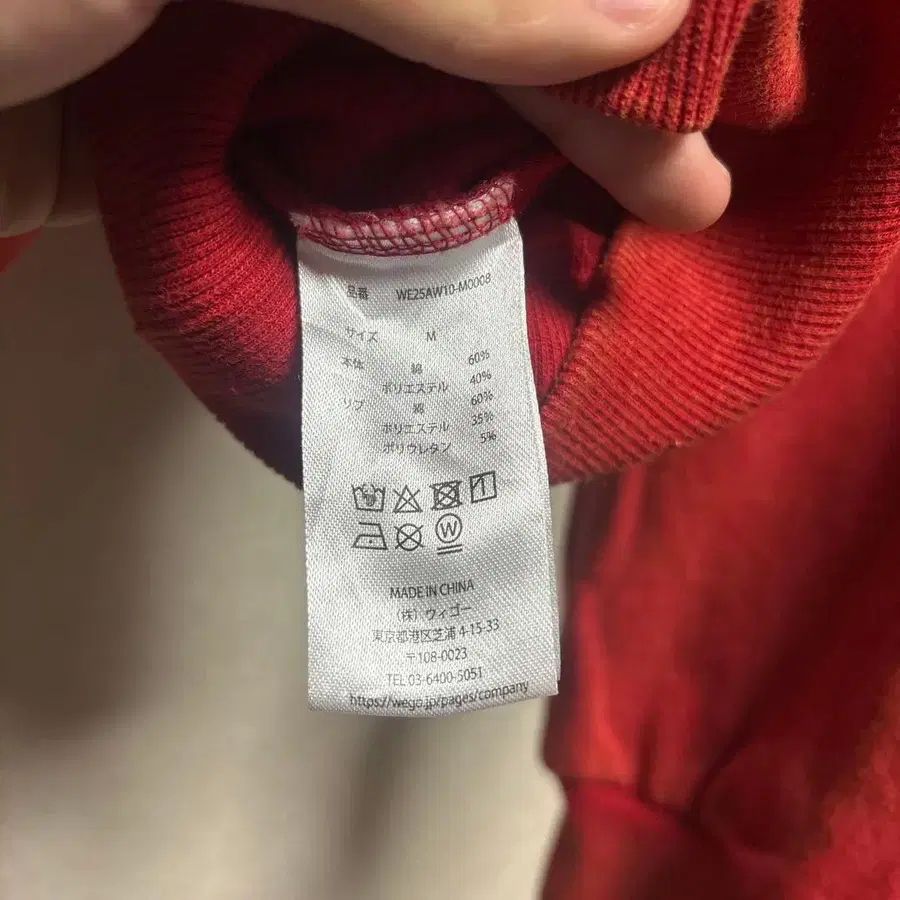 品番 WE25AW10-M0008
サイズ M
本体 綿 60%
ポリエステル 40%
リブ 綿 60%
ポリエステル 35%
ポリウレタン 5%
W
MADE IN CHINA
(株) ウィゴー
東京都港区芝浦 4-15-33
〒108-0023
TEL 03-6400-5051
https://wego.jp/pages/company